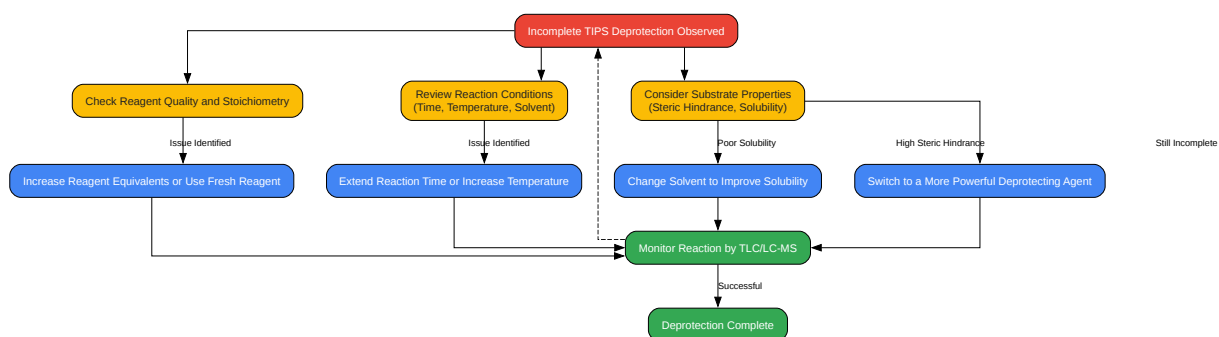 Incomplete TIPS Deprotection Observed
Check Reagent Quality and Stoichiometry
Review Reaction Conditions
(Time, Temperature, Solvent)
Consider Substrate Properties
(Steric Hindrance, Solubility)
Issue Identified
Issue Identified
Poor Solubility
High Steric Hindrance
Still Incomplete
Increase Reagent Equivalents or Use Fresh Reagent
Extend Reaction Time or Increase Temperature
Change Solvent to Improve Solubility
Switch to a More Powerful Deprotecting Agent
Monitor Reaction by TLC/LC-MS
Successful
Deprotection Complete